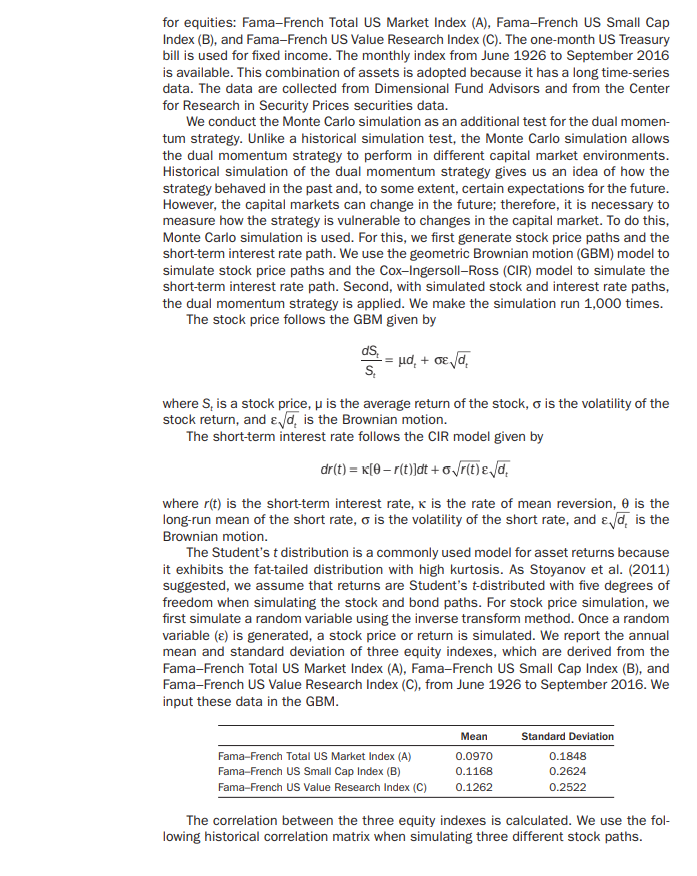 for equities: Fama–French Total US Market Index (A), Fama–French US Small Cap
Index (B), and Fama–French US Value Research Index (C). The one-month US Treasury
bill is used for fixed income. The monthly index from June 1926 to September 2016
is available. This combination of assets is adopted because it has a long time-series
data. The data are collected from Dimensional Fund Advisors and from the Center
for Research in Security Prices securities data.
We conduct the Monte Carlo simulation as an additional test for the dual momen-
tum strategy. Unlike a historical simulation test, the Monte Carlo simulation allows
the dual momentum strategy to perform in different capital market environments.
Historical simulation of the dual momentum strategy gives us an idea of how the
strategy behaved in the past and, to some extent, certain expectations for the future.
However, the capital markets can change in the future; therefore, it is necessary to
measure how the strategy is vulnerable to changes in the capital market. To do this,
Monte Carlo simulation is used. For this, we first generate stock price paths and the
short-term interest rate path. We use the geometric Brownian motion (GBM) model to
simulate stock price paths and the Cox–Ingersoll–Ross (CIR) model to simulate the
short-term interest rate path. Second, with simulated stock and interest rate paths,
the dual momentum strategy is applied. We make the simulation run 1,000 times.
The stock price follows the GBM given by
dS_t / S_t = μd_t + σε√d_t
where S_t is a stock price, μ is the average return of the stock, σ is the volatility of the
stock return, and ε√d_t is the Brownian motion.
The short-term interest rate follows the CIR model given by
dr(t) = κ[θ – r(t)]dt + σ√r(t) ε√d_t
where r(t) is the short-term interest rate, κ is the rate of mean reversion, θ is the
long-run mean of the short rate, σ is the volatility of the short rate, and ε√d_t is the
Brownian motion.
The Student's t distribution is a commonly used model for asset returns because
it exhibits the fat-tailed distribution with high kurtosis. As Stoyanov et al. (2011)
suggested, we assume that returns are Student's t-distributed with five degrees of
freedom when simulating the stock and bond paths. For stock price simulation, we
first simulate a random variable using the inverse transform method. Once a random
variable (ε) is generated, a stock price or return is simulated. We report the annual
mean and standard deviation of three equity indexes, which are derived from the
Fama–French Total US Market Index (A), Fama–French US Small Cap Index (B), and
Fama–French US Value Research Index (C), from June 1926 to September 2016. We
input these data in the GBM.
Mean Standard Deviation
Fama–French Total US Market Index (A) 0.0970 0.1848
Fama–French US Small Cap Index (B) 0.1168 0.2624
Fama–French US Value Research Index (C) 0.1262 0.2522
The correlation between the three equity indexes is calculated. We use the fol-
lowing historical correlation matrix when simulating three different stock paths.